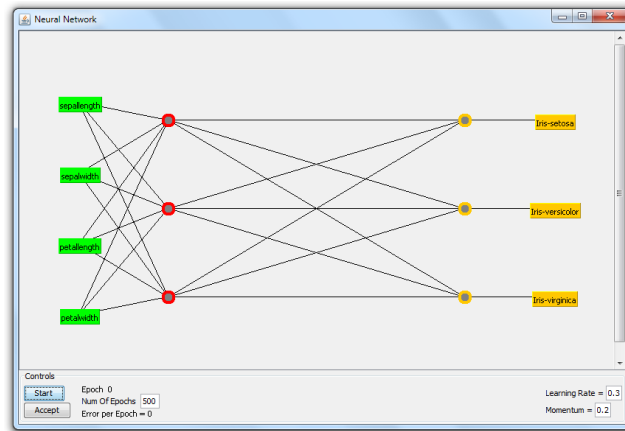 Neural Network
sepallength
Iris-setosa
sepalwidth
Iris-versicolor
petallength
Iris-virginica
petalwidth
Controls
Start
Accept
Epoch 0
Num Of Epochs 500
Error per Epoch = 0
Learning Rate = 0.3
Momentum = 0.2